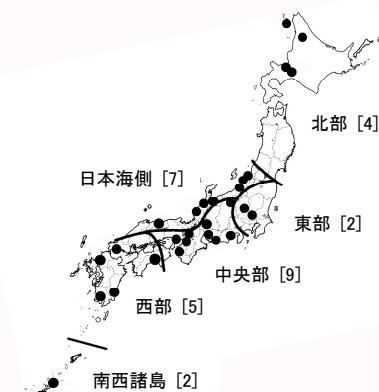 北部 [4]
日本海側 [7]
東部 [2]
中央部 [9]
西部 [5]
南西諸島 [2]